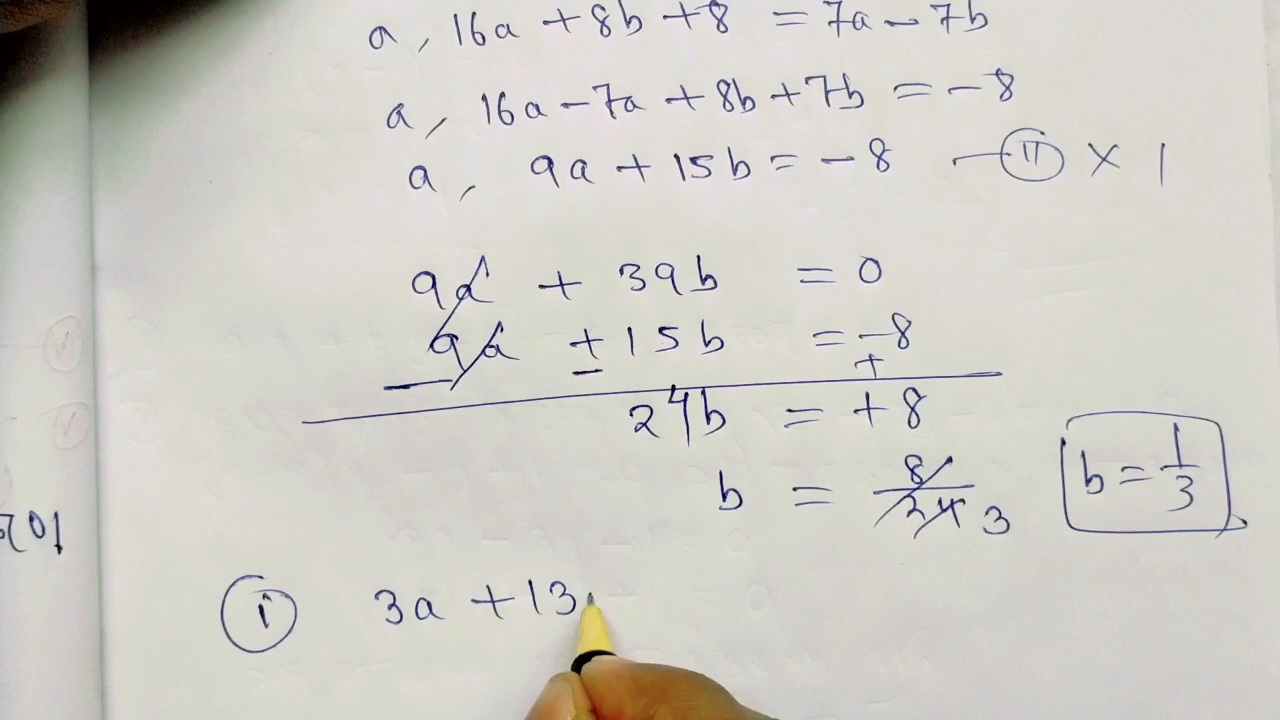 a, 16a + 8b + 8 = 7a - 7b
a, 16a - 7a + 8b + 7b = -8
a, 9a + 15b = -8 — (II) × 1
9a + 39b = 0
9a ± 15b = -8
— +
24b = +8
b = 8/24 3
b = 1/3
(i) 3a + 13